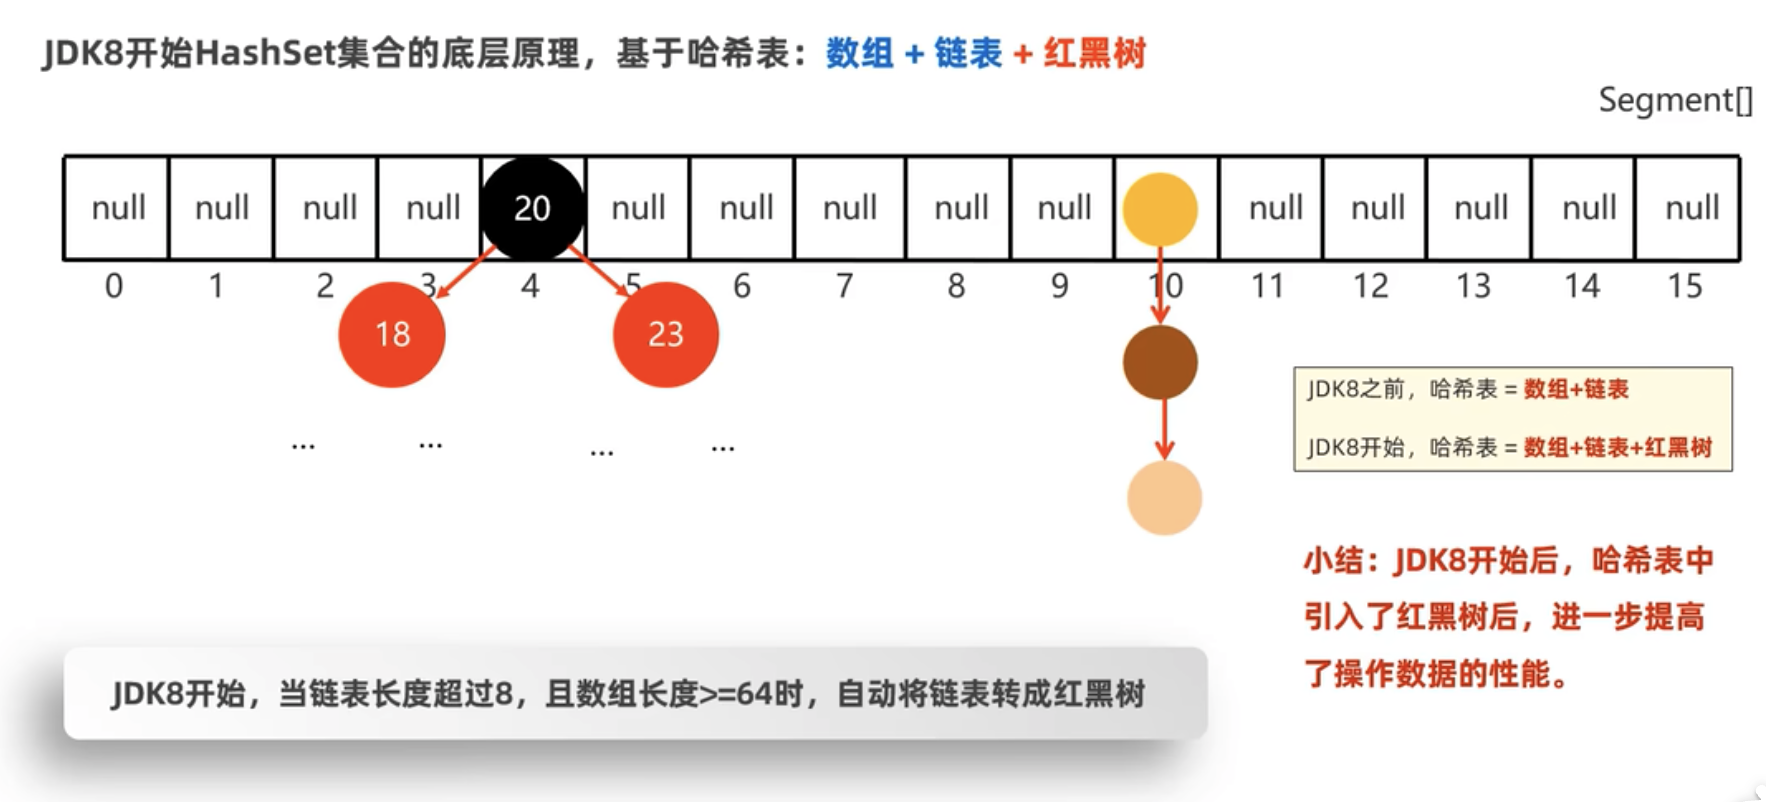 JDK8开始HashSet集合的底层原理，基于哈希表：数组 + 链表 + 红黑树
Segment[]
null null null null 20 null null null null null null null null null null
0 1 2 3 4 5 6 7 8 9 10 11 12 13 14 15
18 23
... ... ... ...
JDK8之前，哈希表 = 数组+链表
JDK8开始，哈希表 = 数组+链表+红黑树
小结：JDK8开始后，哈希表中
引入了红黑树后，进一步提高
了操作数据的性能。
JDK8开始，当链表长度超过8，且数组长度>=64时，自动将链表转成红黑树